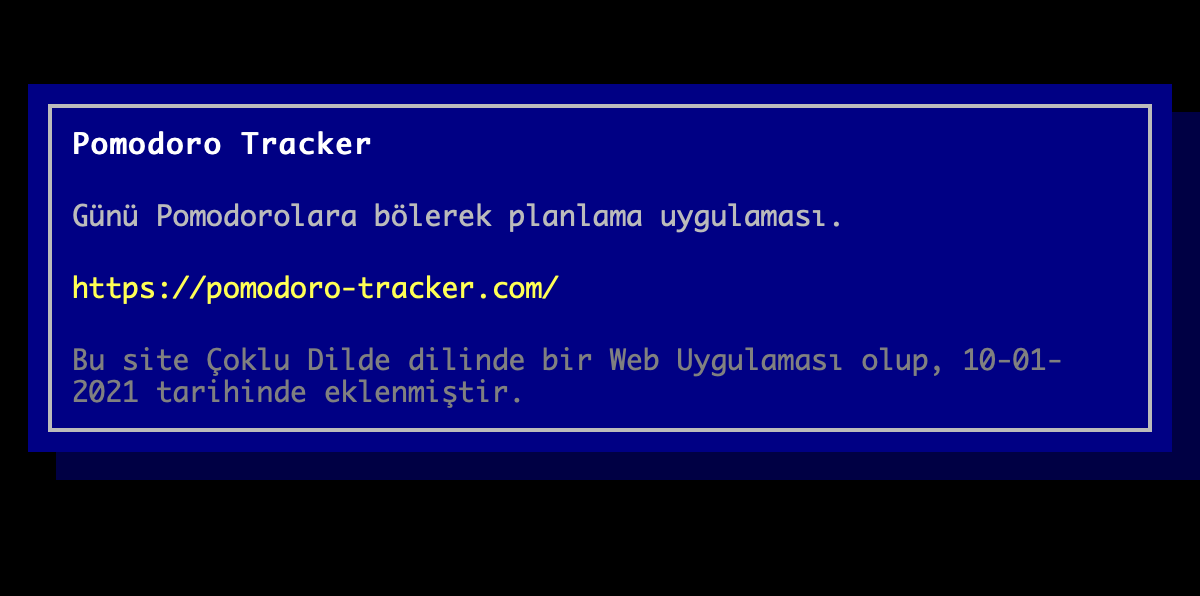 Pomodoro Tracker
Günü Pomodorolara bölerek planlama uygulaması.
https://pomodoro-tracker.com/
Bu site Çoklu Dilde dilinde bir Web Uygulaması olup, 10-01-
2021 tarihinde eklenmiştir.